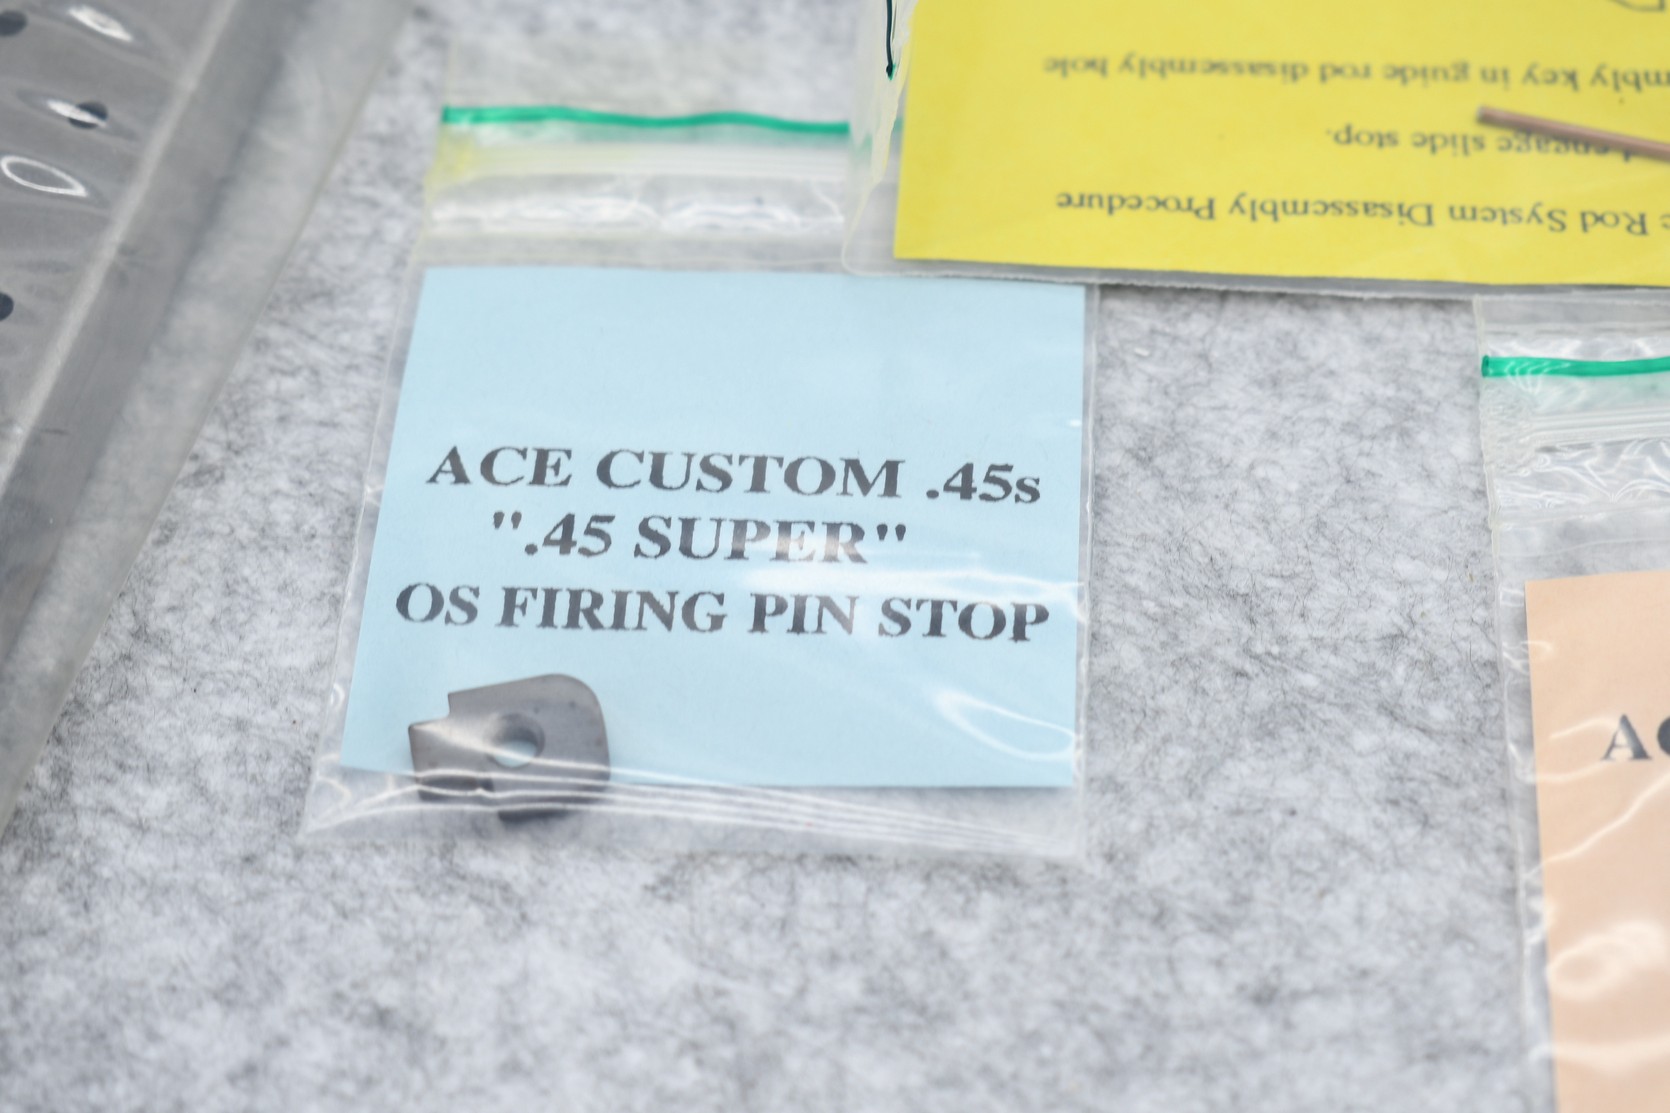 ACE CUSTOM .45s
".45 SUPER"
OS FIRING PIN STOP
Rod System Disassembly Procedure
engage slide stop.
key in guide rod disassembly hole